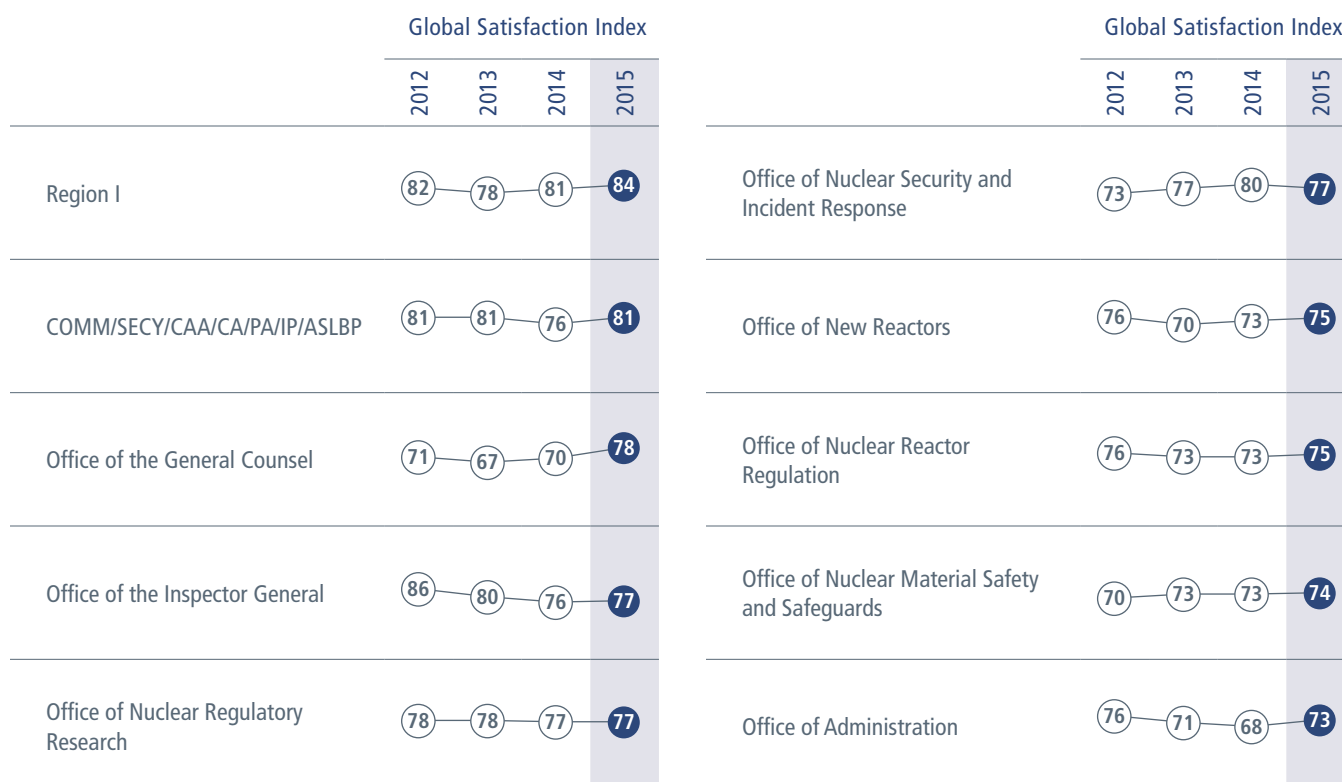 Global Satisfaction Index
2012 2013 2014 2015
Region I 82 78 81 84
COMM/SECY/CAA/CA/PA/IP/ASLBP 81 81 76 81
Office of the General Counsel 71 67 70 78
Office of the Inspector General 86 80 76 77
Office of Nuclear Regulatory
Research
78 78 77 77
Global Satisfaction Index
2012 2013 2014 2015
Office of Nuclear Security and
Incident Response
73 77 80 77
Office of New Reactors 76 70 73 75
Office of Nuclear Reactor
Regulation
76 73 73 75
Office of Nuclear Material Safety
and Safeguards
70 73 73 74
Office of Administration 76 71 68 73